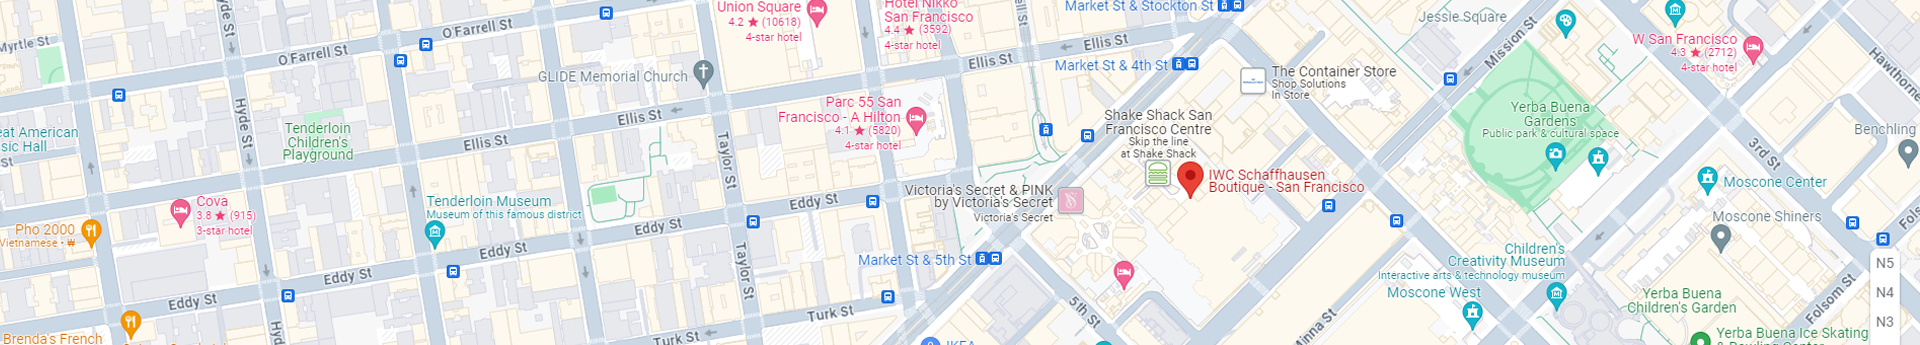 Union Square
4.2 ★ (10618)
4-star hotel
Hotel Nikko
San Francisco
4.4 ★ (3592)
4-star hotel
Market St & Stockton St
Jessie Square
Mission St
W San Francisco
4.3 ★ (2712)
4-star hotel
Hawthorne
Myrtle St
O'Farrell St
O'Farrell St
Hyde St
Hyde St
ell St
Ellis St
Ellis St
Market St & 4th St
GLIDE Memorial Church
The Container Store
Shop Solutions
In Store
Parc 55 San
Francisco - A Hilton
4.1 ★ (5820)
4-star hotel
Shake Shack San
Francisco Centre
Skip the line
at Shake Shack
Yerba Buena
Gardens
Public park & cultural space
Benchling
Ellis St
Ellis St
eat American
sic Hall
Tenderloin
Children's
Playground
Taylor St
3rd St
IWC Schaffhausen
Boutique - San Francisco
Moscone Center
Victoria's Secret & PINK
by Victoria's Secret
Victoria's Secret
Cova
3.8 ★ (915)
3-star hotel
Tenderloin Museum
Museum of this famous district
Eddy St
Eddy St
Moscone Shiners
Folso
Pho 2000
Vietnamese • ₩
Eddy St
Eddy St
Taylor St
Market St & 5th St
Children's
Creativity Museum
Interactive arts & technology museum
N5
Moscone West
Yerba Buena
Children's Garden
Folsom St
N4
N3
5th St
Minna St
Turk St
Turk St
Hyd
Brenda's French
IKEA
Yerba Buena Ice Skating
& Bowling Center